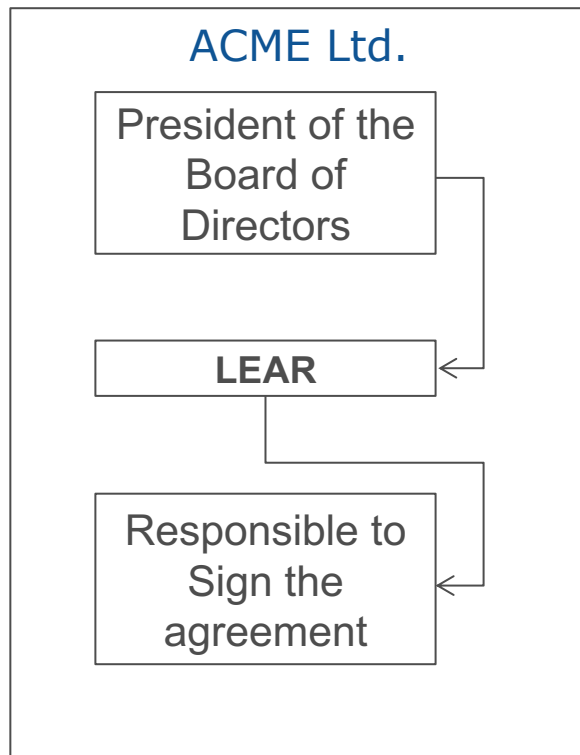 ACME Ltd.
President of the
Board of
Directors
LEAR
Responsible to
Sign the
agreement